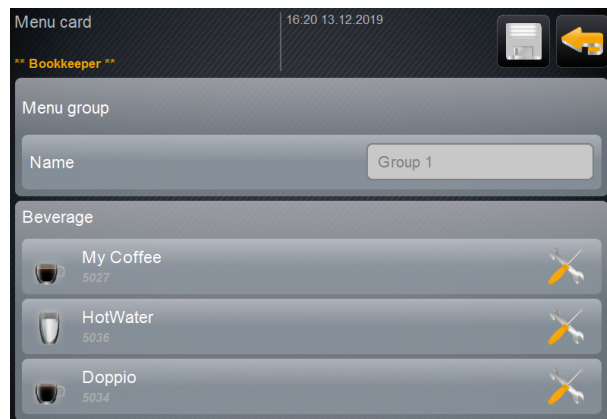 Menu card
16:20 13.12.2019
** Bookkeeper **
Menu group
Name
Group 1
Beverage
My Coffee
5027
HotWater
5036
Doppio
5034